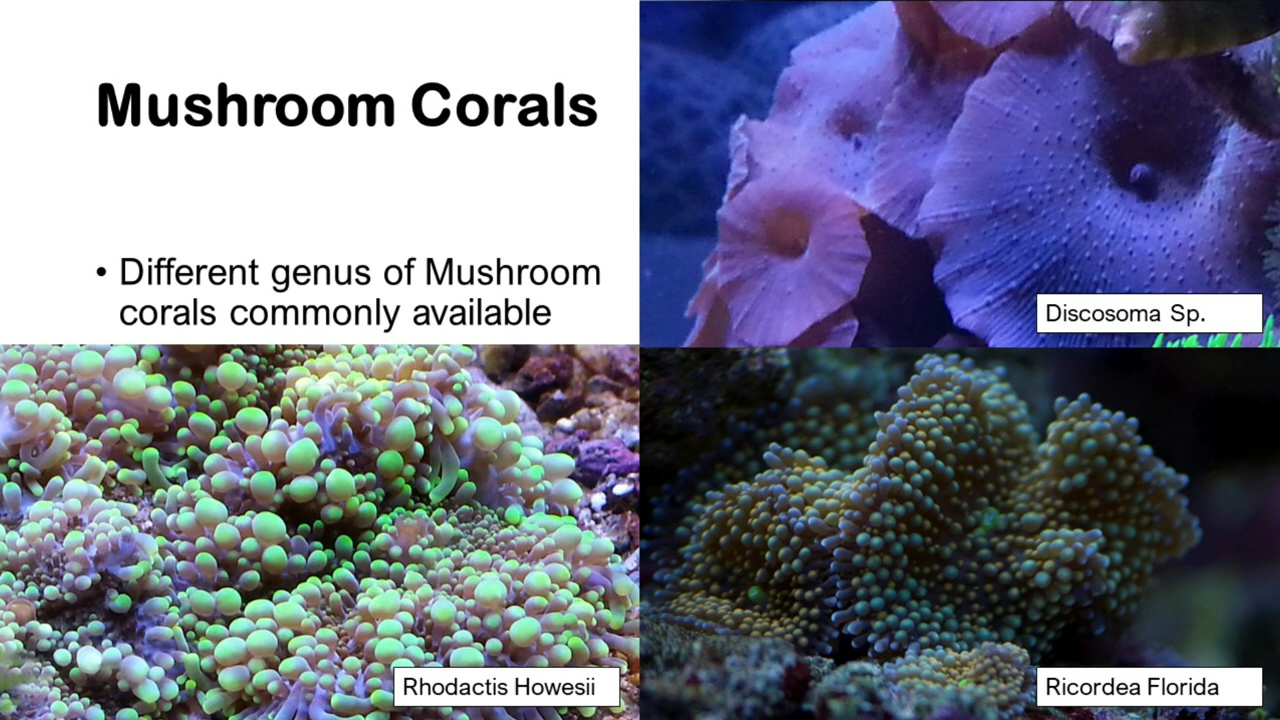 Mushroom Corals
• Different genus of Mushroom
corals commonly available
Discosoma Sp.
Rhodactis Howesii
Ricordea Florida